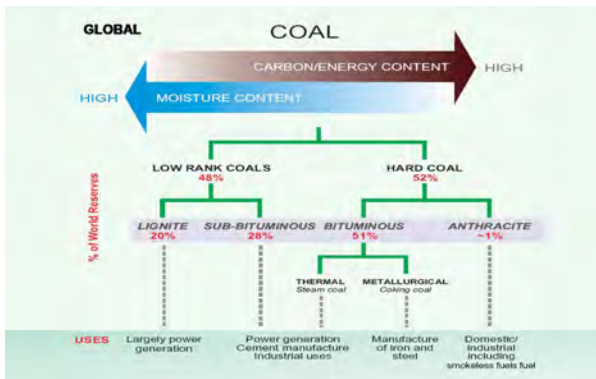 GLOBAL
COAL
CARBON/ENERGY CONTENT
HIGH
HIGH
MOISTURE CONTENT
LOW RANK COALS
48%
HARD COAL
52%
% of World Reserves
LIGNITE
20%
SUB-BITUMINOUS
28%
BITUMINOUS
51%
ANTHRACITE
~1%
THERMAL
Steam coal
METALLURGICAL
Coking coal
USES
Largely power
generation
Power generation
Cement manufacture
Industrial uses
Manufacture
of iron and
steel
Domestic/
industrial
including
smokeless fuels fuel